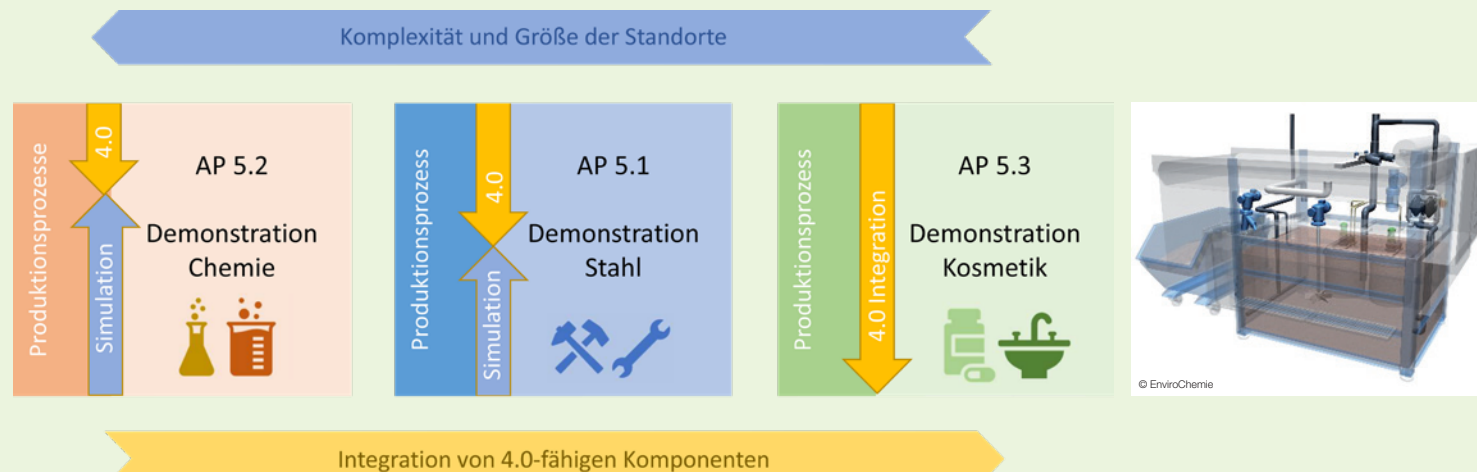 Komplexität und Größe der Standorte
Produktionsprozesse
4.0
Simulation
AP 5.2
Demonstration
Chemie
Produktionsprozess
4.0
Simulation
AP 5.1
Demonstration
Stahl
Produktionsprozess
4.0 Integration
AP 5.3
Demonstration
Kosmetik
© EnviroChemie
Integration von 4.0-fähigen Komponenten